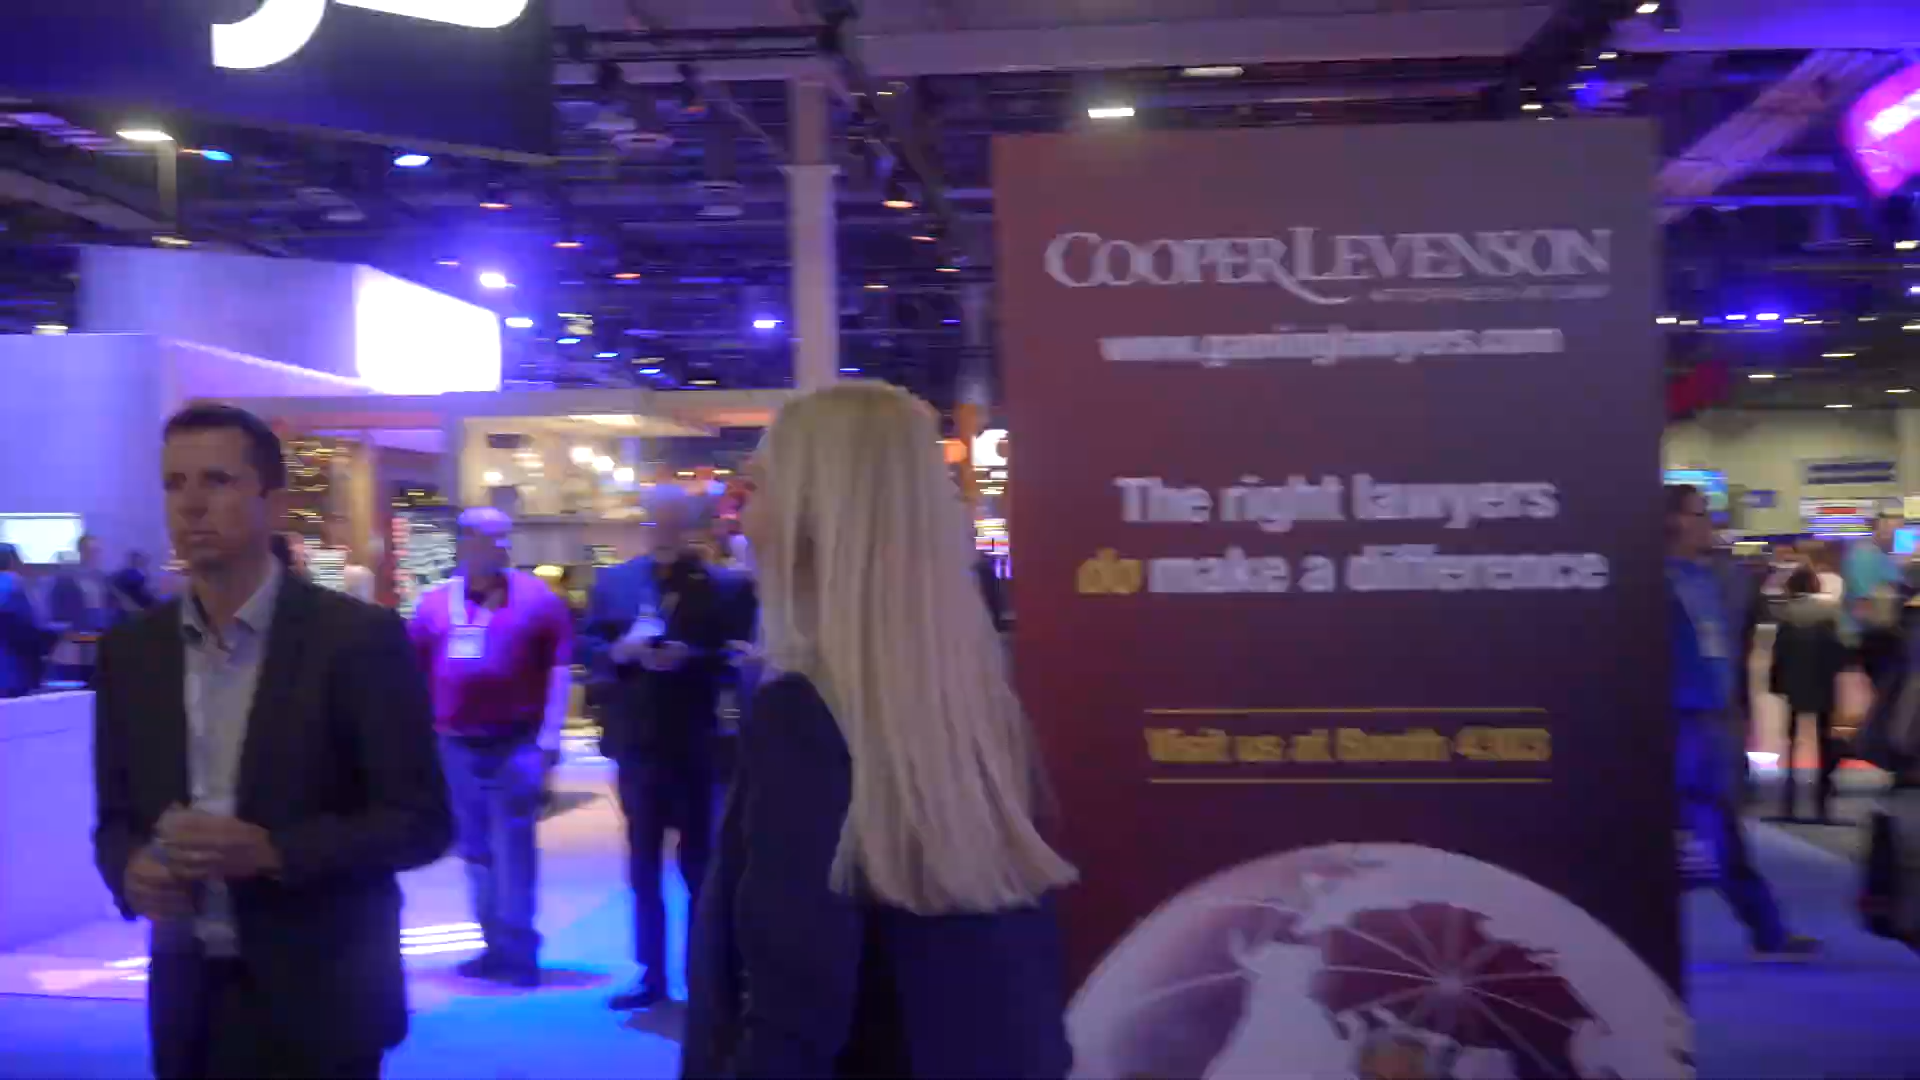 COOPER LEVENSON
www.gaminglawyers.com
The right lawyers
do make a difference
Visit us at Booth